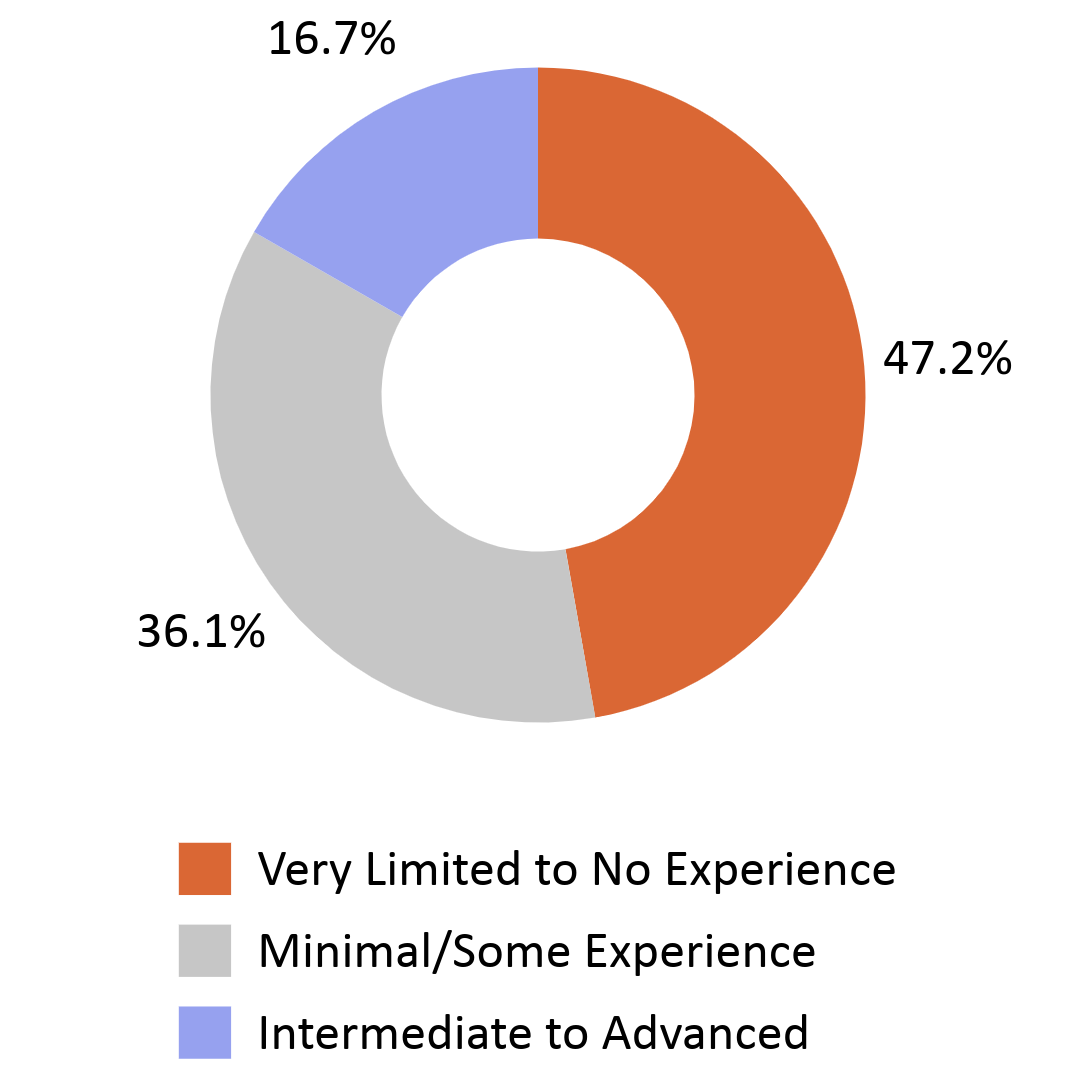 16.7%
47.2%
36.1%
Very Limited to No Experience
Minimal/Some Experience
Intermediate to Advanced